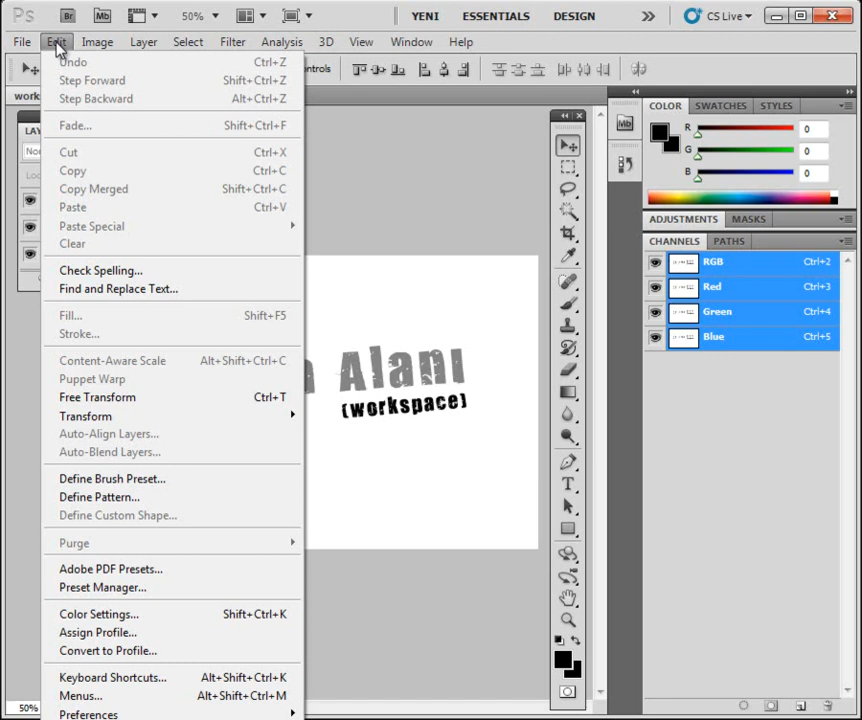 Ps Br Mb 50% YENI ESSENTIALS DESIGN CS Live
File Edit Image Layer Select Filter Analysis 3D View Window Help
Undo Ctrl+Z
Step Forward Shift+Ctrl+Z
Step Backward Alt+Ctrl+Z
Fade... Shift+Ctrl+F
Cut Ctrl+X
Copy Ctrl+C
Copy Merged Shift+Ctrl+C
Paste Ctrl+V
Paste Special
Clear
Check Spelling...
Find and Replace Text...
Fill... Shift+F5
Stroke...
Content-Aware Scale Alt+Shift+Ctrl+C
Puppet Warp
Free Transform Ctrl+T
Transform
Auto-Align Layers...
Auto-Blend Layers...
Define Brush Preset...
Define Pattern...
Define Custom Shape...
Purge
Adobe PDF Presets...
Preset Manager...
Color Settings... Shift+Ctrl+K
Assign Profile...
Convert to Profile...
Keyboard Shortcuts... Alt+Shift+Ctrl+K
Menus... Alt+Shift+Ctrl+M
Preferences
50%
Alanı
(workspace)
Mb
COLOR SWATCHES STYLES
R 0
G 0
B 0
ADJUSTMENTS MASKS
CHANNELS PATHS
RGB Ctrl+2
Red Ctrl+3
Green Ctrl+4
Blue Ctrl+5